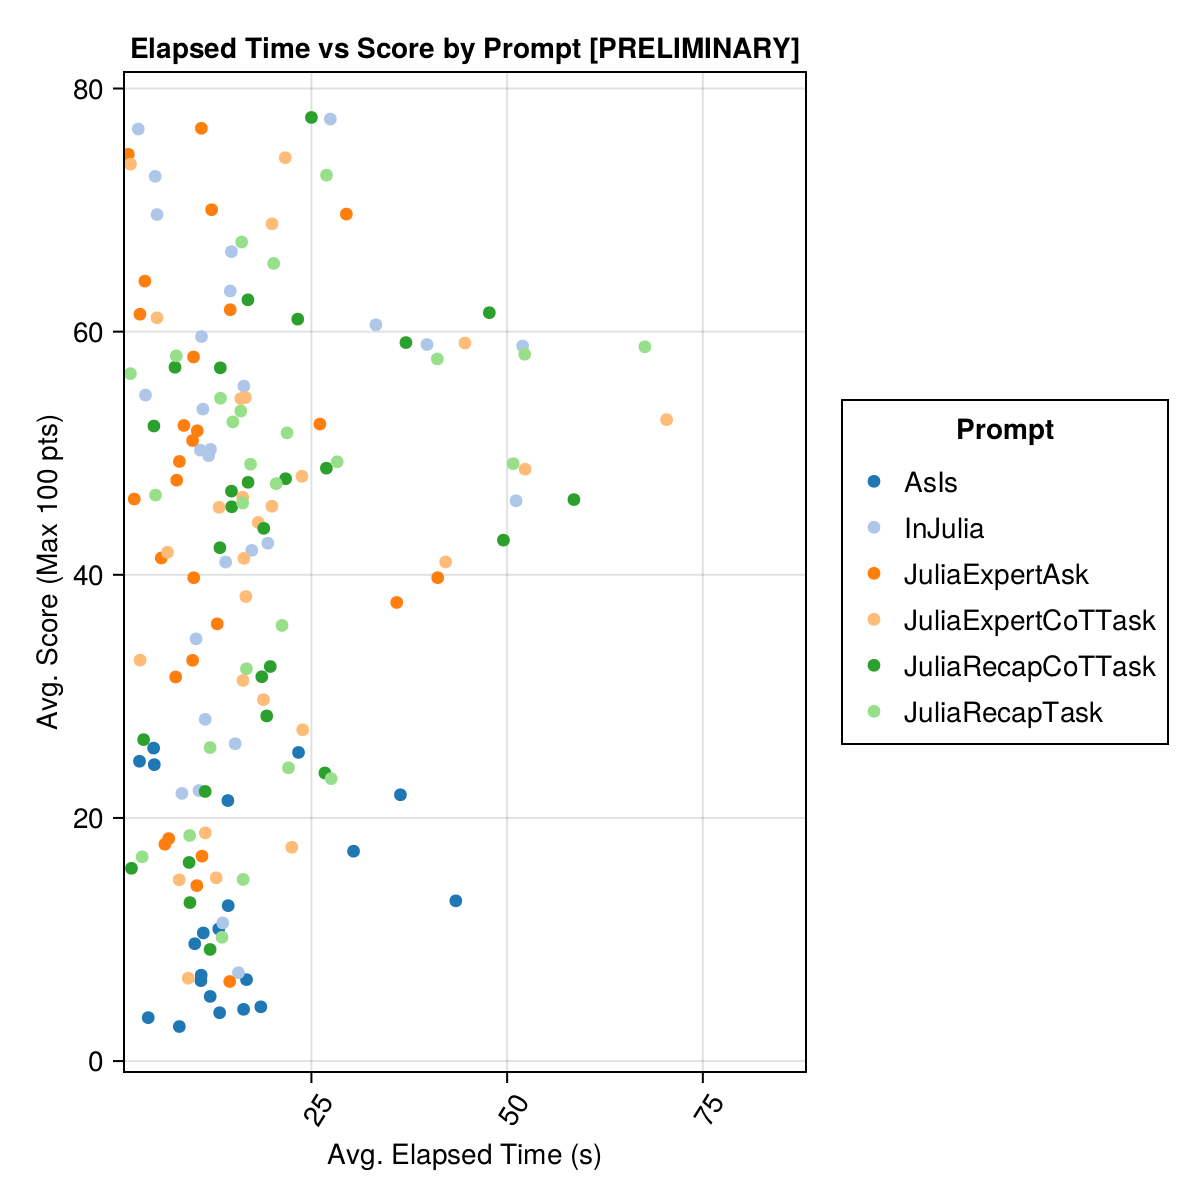 Elapsed Time vs Score by Prompt [PRELIMINARY]
80
60
40
20
0
Avg. Score (Max 100 pts)
25
50
75
Avg. Elapsed Time (s)
Prompt
AsIs
InJulia
JuliaExpertAsk
JuliaExpertCoTTask
JuliaRecapCoTTask
JuliaRecapTask